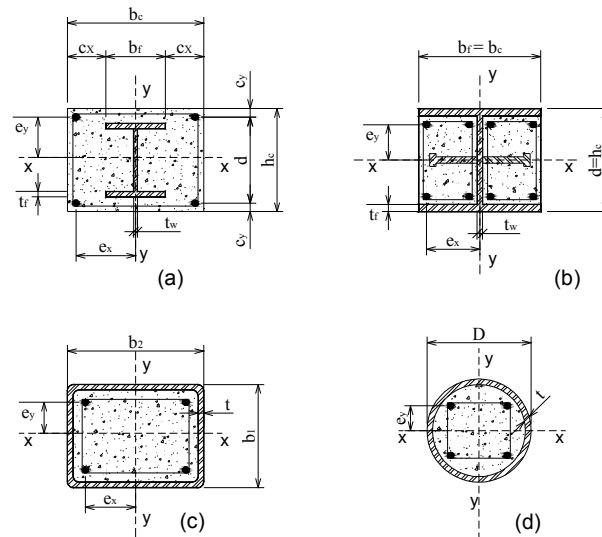 bc
cx bf cx
y
cy
ey
d
hc
x x
tf
tw
cy
ex
y
(a)
bf= bc
y
ey
d=hc
x x
tf
tw
ex
y
(b)
b2
y
ey
t
b1
x x
ex
y
(c)
D
y
t
ey
x x
y
(d)